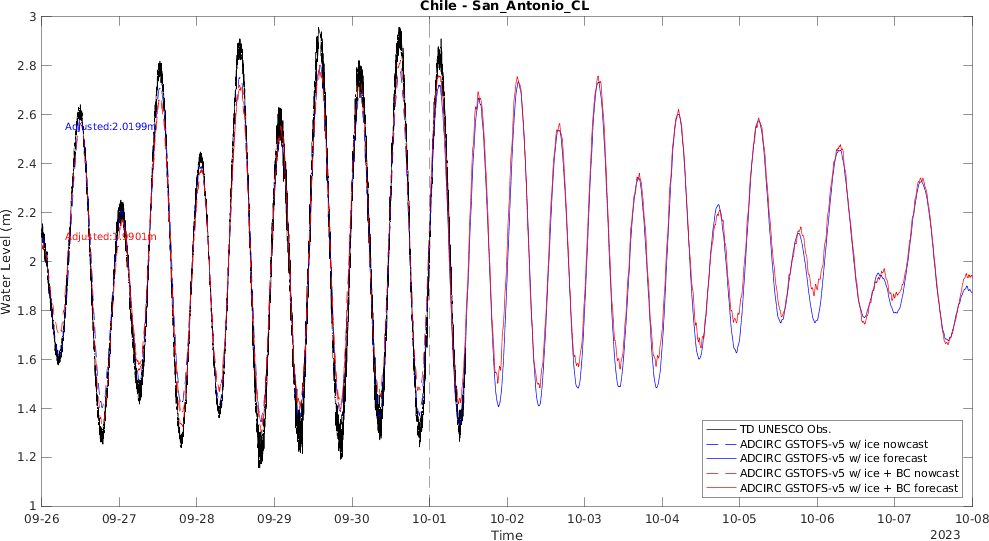 Chile - San_Antonio_CL
3
2.8
2.6
2.4
2.2
2
1.8
1.6
1.4
1.2
1
Water Level (m)
Adjusted:2.0199m
Adjusted:1.9901m
TD UNESCO Obs.
ADCIRC GSTOFS-v5 w/ ice nowcast
ADCIRC GSTOFS-v5 w/ ice forecast
ADCIRC GSTOFS-v5 w/ ice + BC nowcast
ADCIRC GSTOFS-v5 w/ ice + BC forecast
09-26 09-27 09-28 09-29 09-30 10-01 10-02 10-03 10-04 10-05 10-06 10-07 10-08
Time
2023